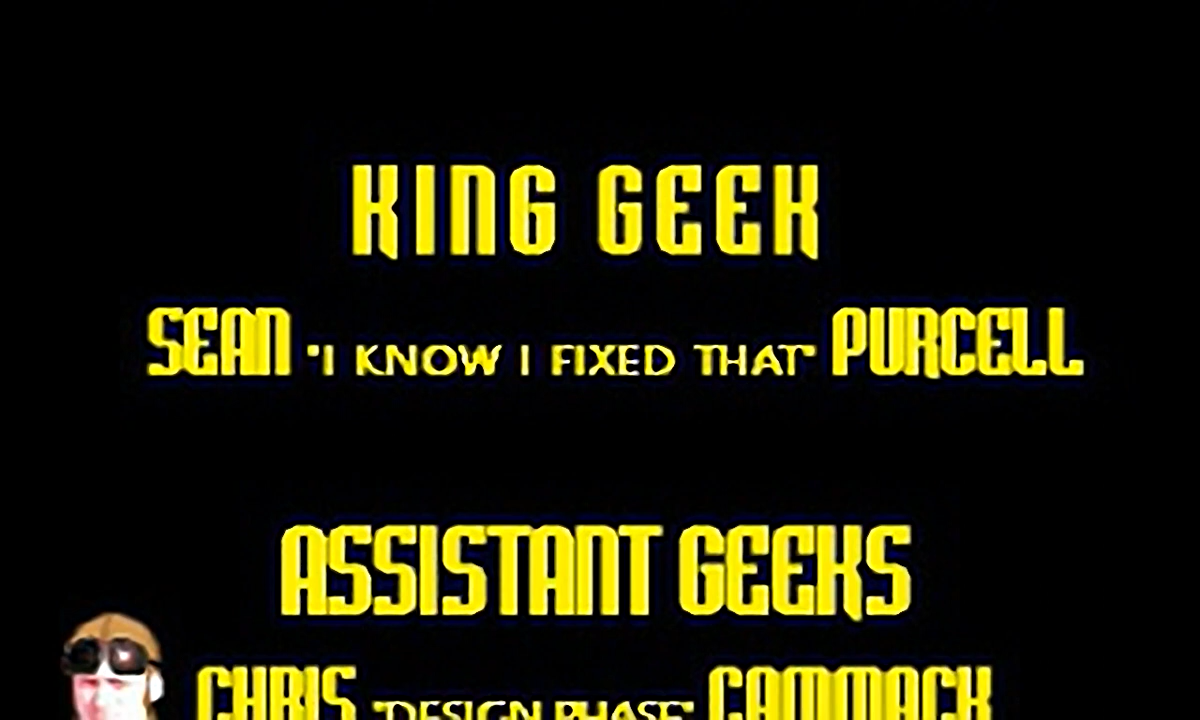 KING GEEK
SEAN "I KNOW I FIXED THAT" PURCELL
ASSISTANT GEEKS
CHRIS "DESIGN PHASE" CAMMACK